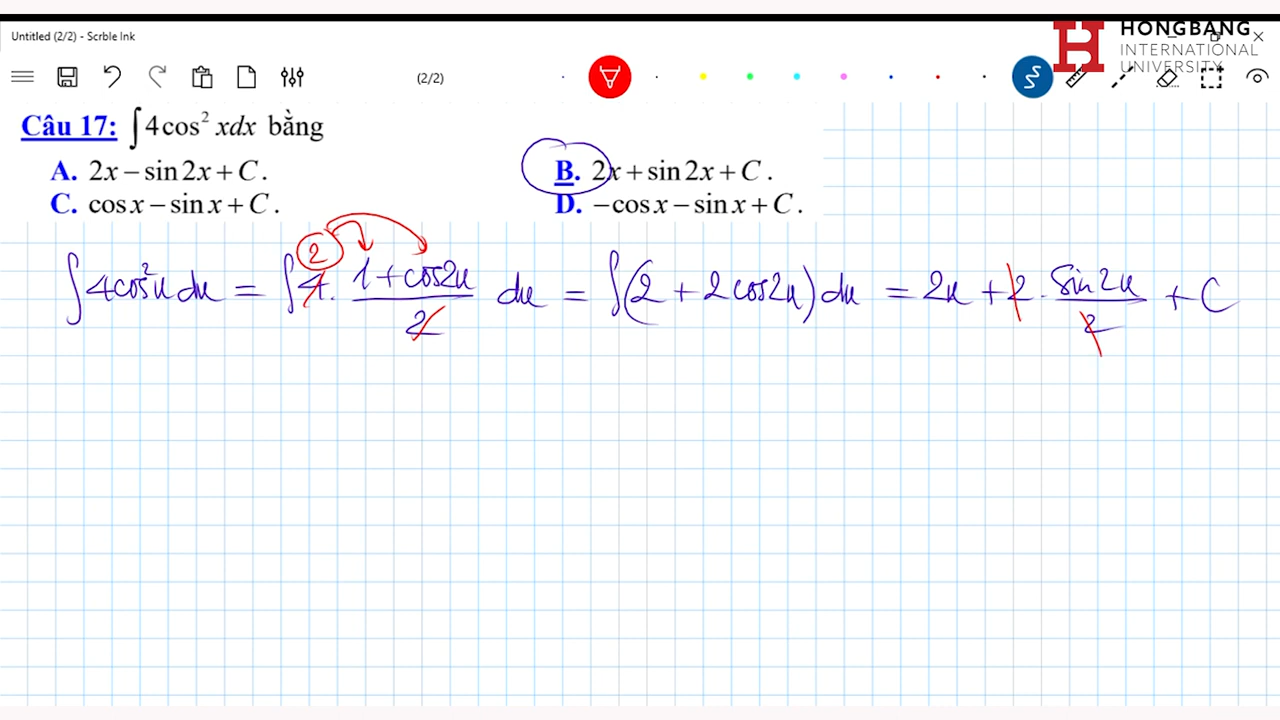 Untitled (2/2) - Scrble Ink
HONGBANG
INTERNATIONAL
UNIVERSITY
(2/2)
Câu 17: ∫4cos² xdx bằng
A. 2x − sin 2x + C.
B. 2x + sin 2x + C.
C. cos x − sin x + C.
D. −cos x − sin x + C.
2
∫4cos²x dx = ∫4. (1 + cos2x)/2 dx = ∫(2 + 2cos2x) dx = 2x + 2. sin2x/2 + C